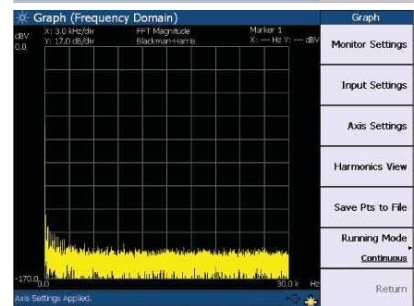 Graph (Frequency Domain)
Graph
dBV
X: 3.0 kHz/div
FFT Magnitude
Marker 1
0.0
Y: 17.0 dB/div
Blackman-Harris
X: --- Hz Y: --- dBV
Monitor Settings
Input Settings
Axis Settings
Harmonics View
Save Pts to File
Running Mode
Continuous
Return
-170.0
0.0
30.0 k
Hz
Axis Settings Applied.